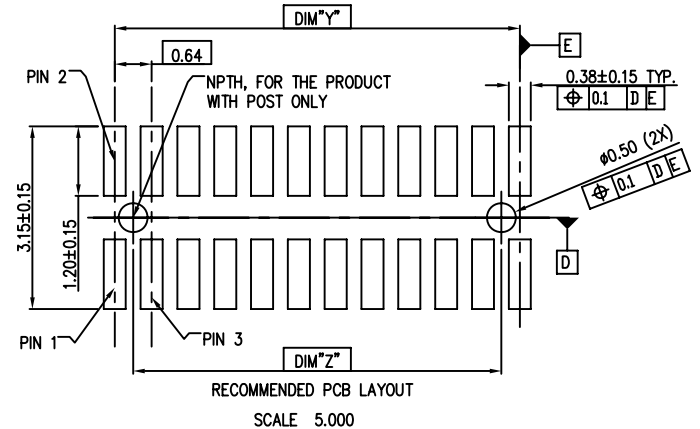 DIM"Y"
0.64
E
PIN 2
NPTH, FOR THE PRODUCT
WITH POST ONLY
0.38±0.15 TYP.
⌖ 0.1 D E
ø0.50 (2X)
⌖ 0.1 D E
3.15±0.15
1.20±0.15
D
PIN 1
PIN 3
DIM"Z"
RECOMMENDED PCB LAYOUT
SCALE 5.000